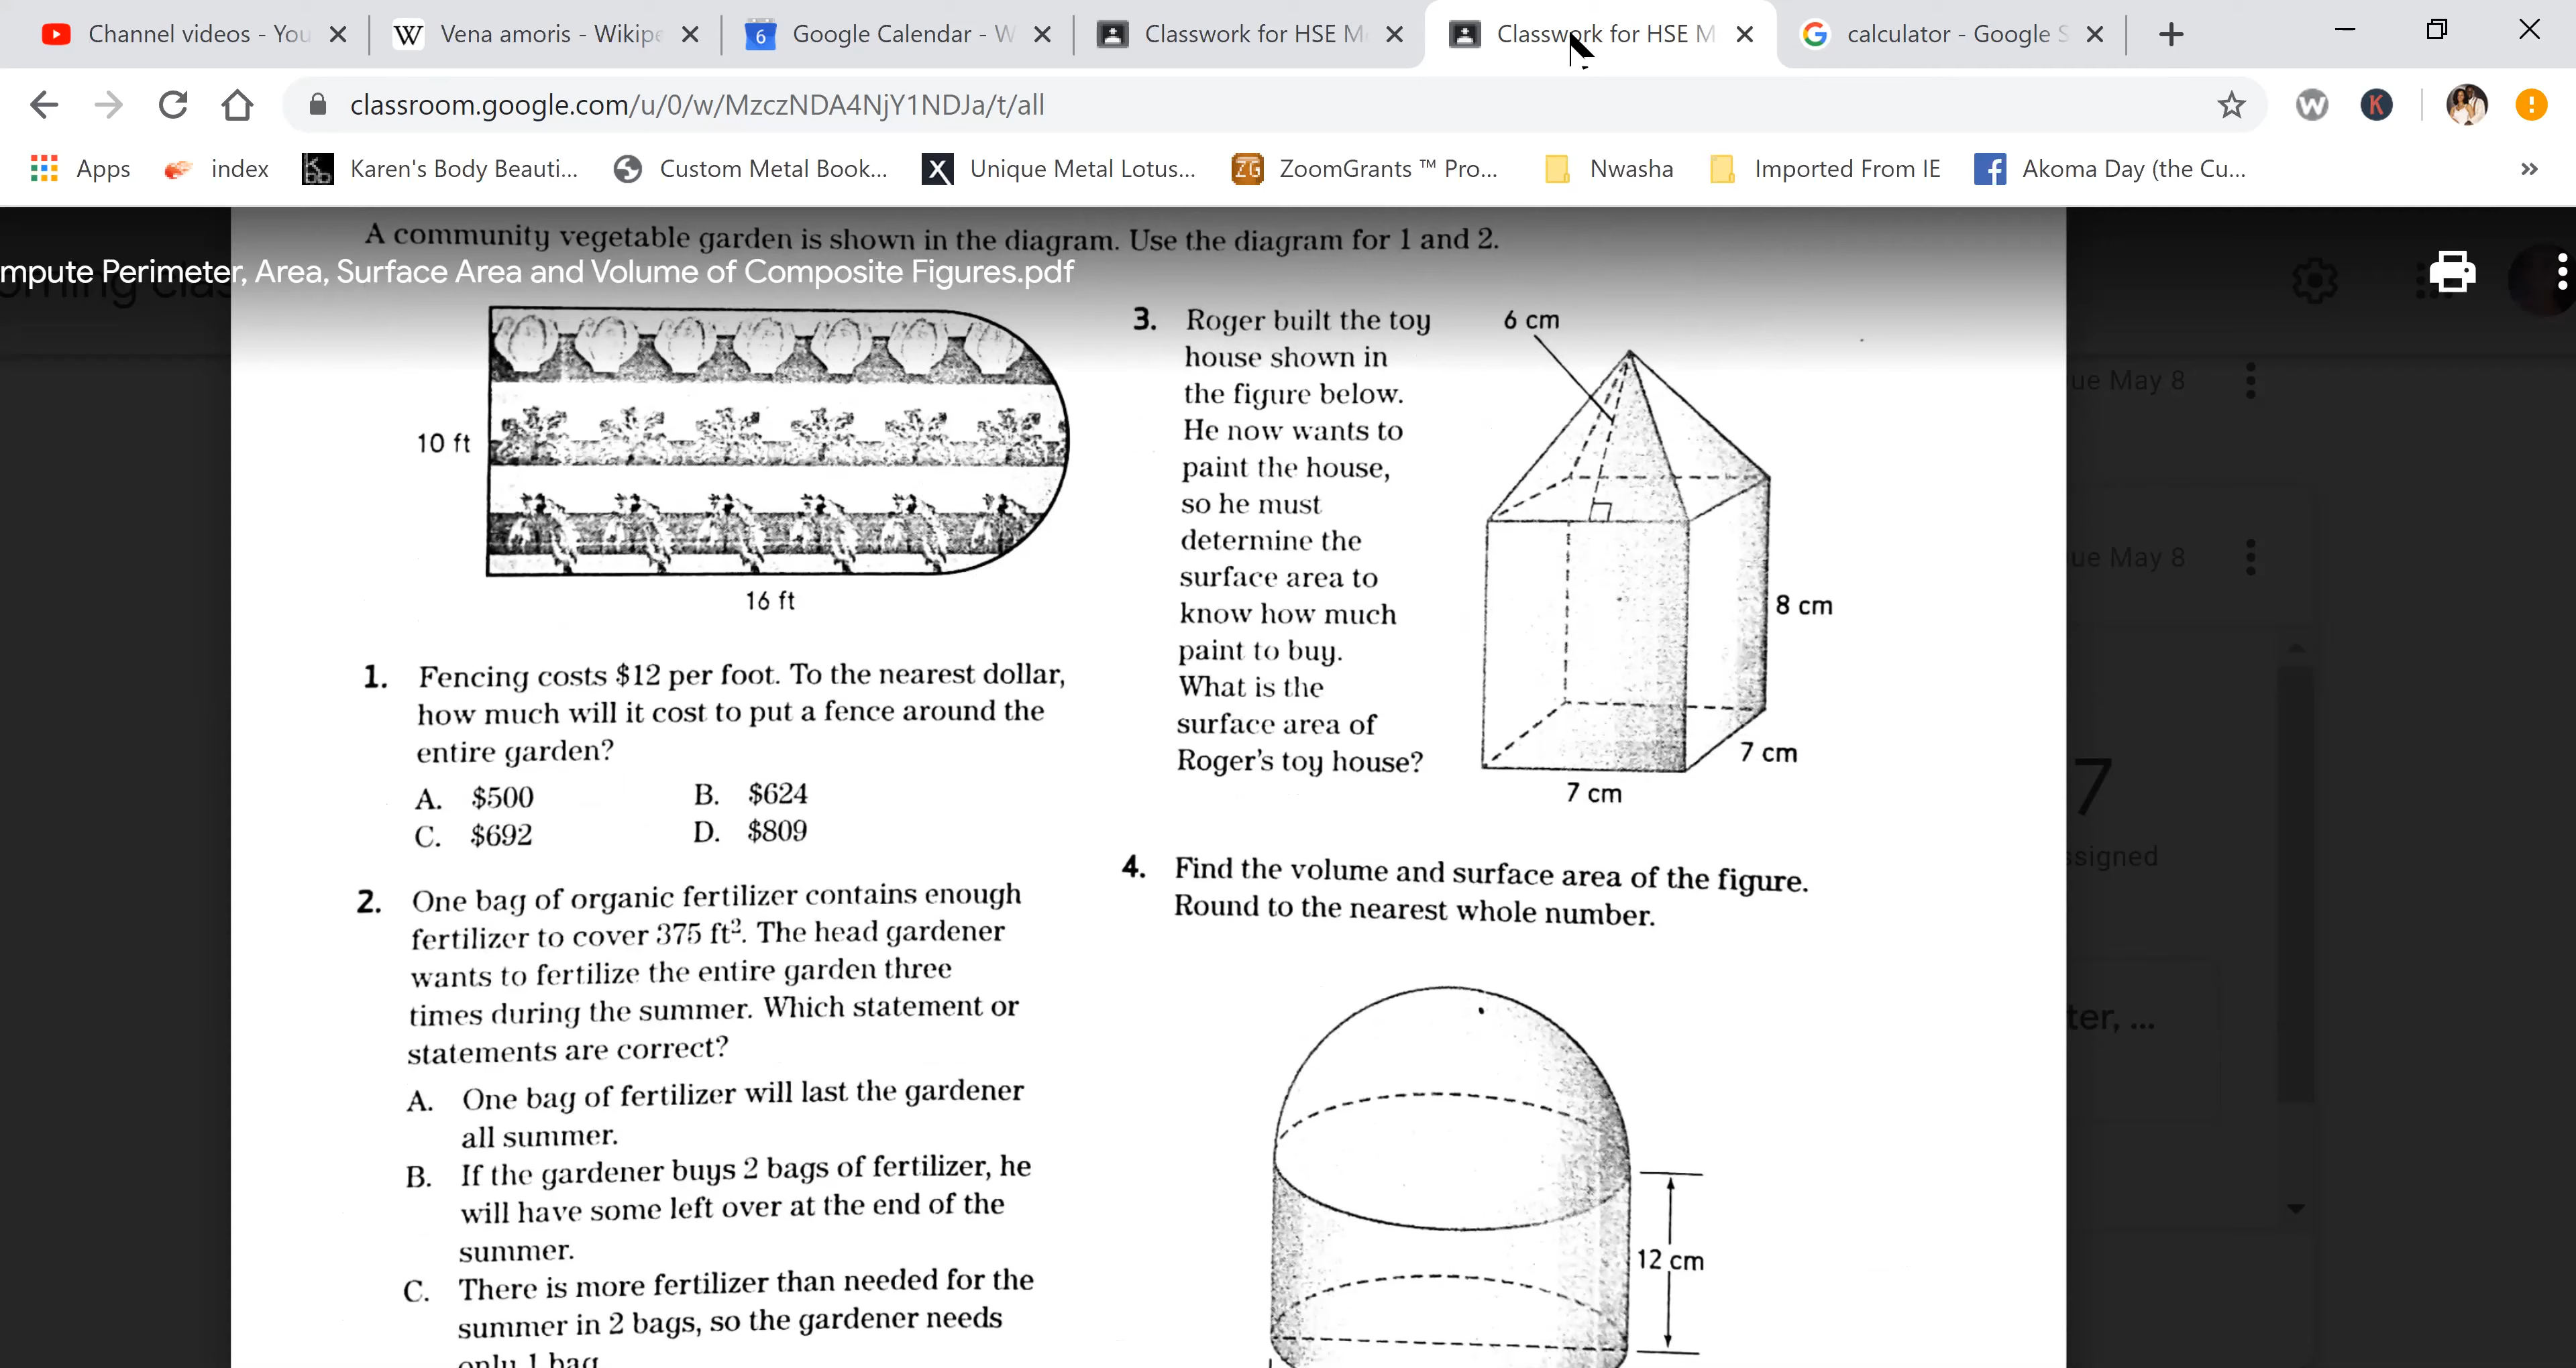 Channel videos - You
Vena amoris - Wikipe
Google Calendar - W
Classwork for HSE M
Classwork for HSE M
calculator - Google S
classroom.google.com/u/0/w/MzczNDA4NjY1NDJa/t/all
Apps
index
Karen's Body Beauti...
Custom Metal Book...
Unique Metal Lotus...
ZoomGrants ™ Pro...
Nwasha
Imported From IE
Akoma Day (the Cu...
A community vegetable garden is shown in the diagram. Use the diagram for 1 and 2.
mpute Perimeter, Area, Surface Area and Volume of Composite Figures.pdf
10 ft
16 ft
1. Fencing costs $12 per foot. To the nearest dollar,
how much will it cost to put a fence around the
entire garden?
A. $500 B. $624
C. $692 D. $809
2. One bag of organic fertilizer contains enough
fertilizer to cover 375 ft². The head gardener
wants to fertilize the entire garden three
times during the summer. Which statement or
statements are correct?
A. One bag of fertilizer will last the gardener
all summer.
B. If the gardener buys 2 bags of fertilizer, he
will have some left over at the end of the
summer.
C. There is more fertilizer than needed for the
summer in 2 bags, so the gardener needs
only 1 bag
3. Roger built the toy
house shown in
the figure below.
He now wants to
paint the house,
so he must
determine the
surface area to
know how much
paint to buy.
What is the
surface area of
Roger's toy house?
6 cm
8 cm
7 cm
7 cm
4. Find the volume and surface area of the figure.
Round to the nearest whole number.
12 cm
ue May 8
ue May 8
7
ssigned
ter, ...